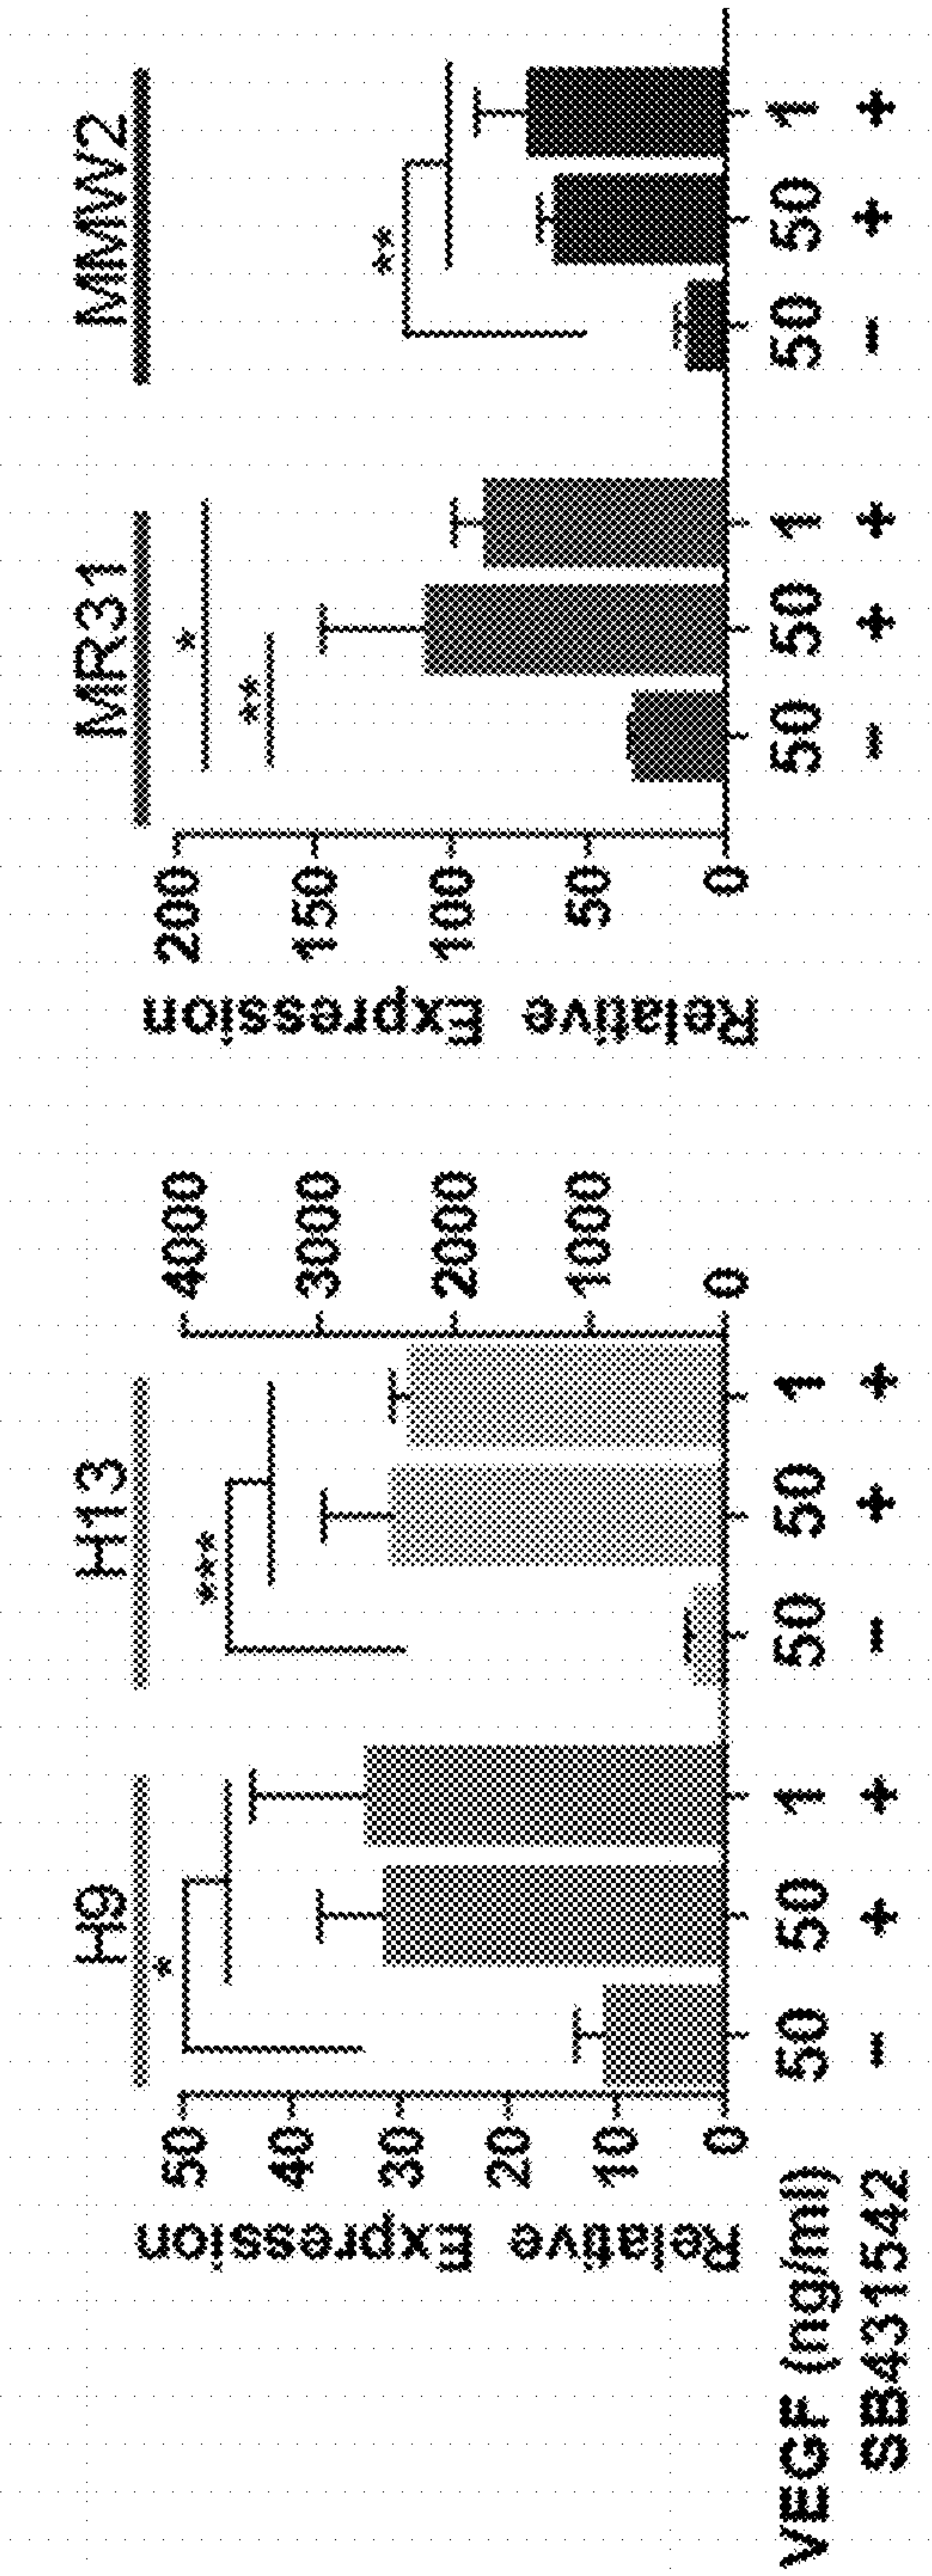 H9 H13 MR31 MMW2
* *** * **
**
Relative Expression
50
40
30
20
10
0
4000
3000
2000
1000
0
Relative Expression
200
150
100
50
0
VEGF (ng/ml) 50 50 1 50 50 1 50 50 1 50 50 1
SB431542 - + + - + + - + + - + +